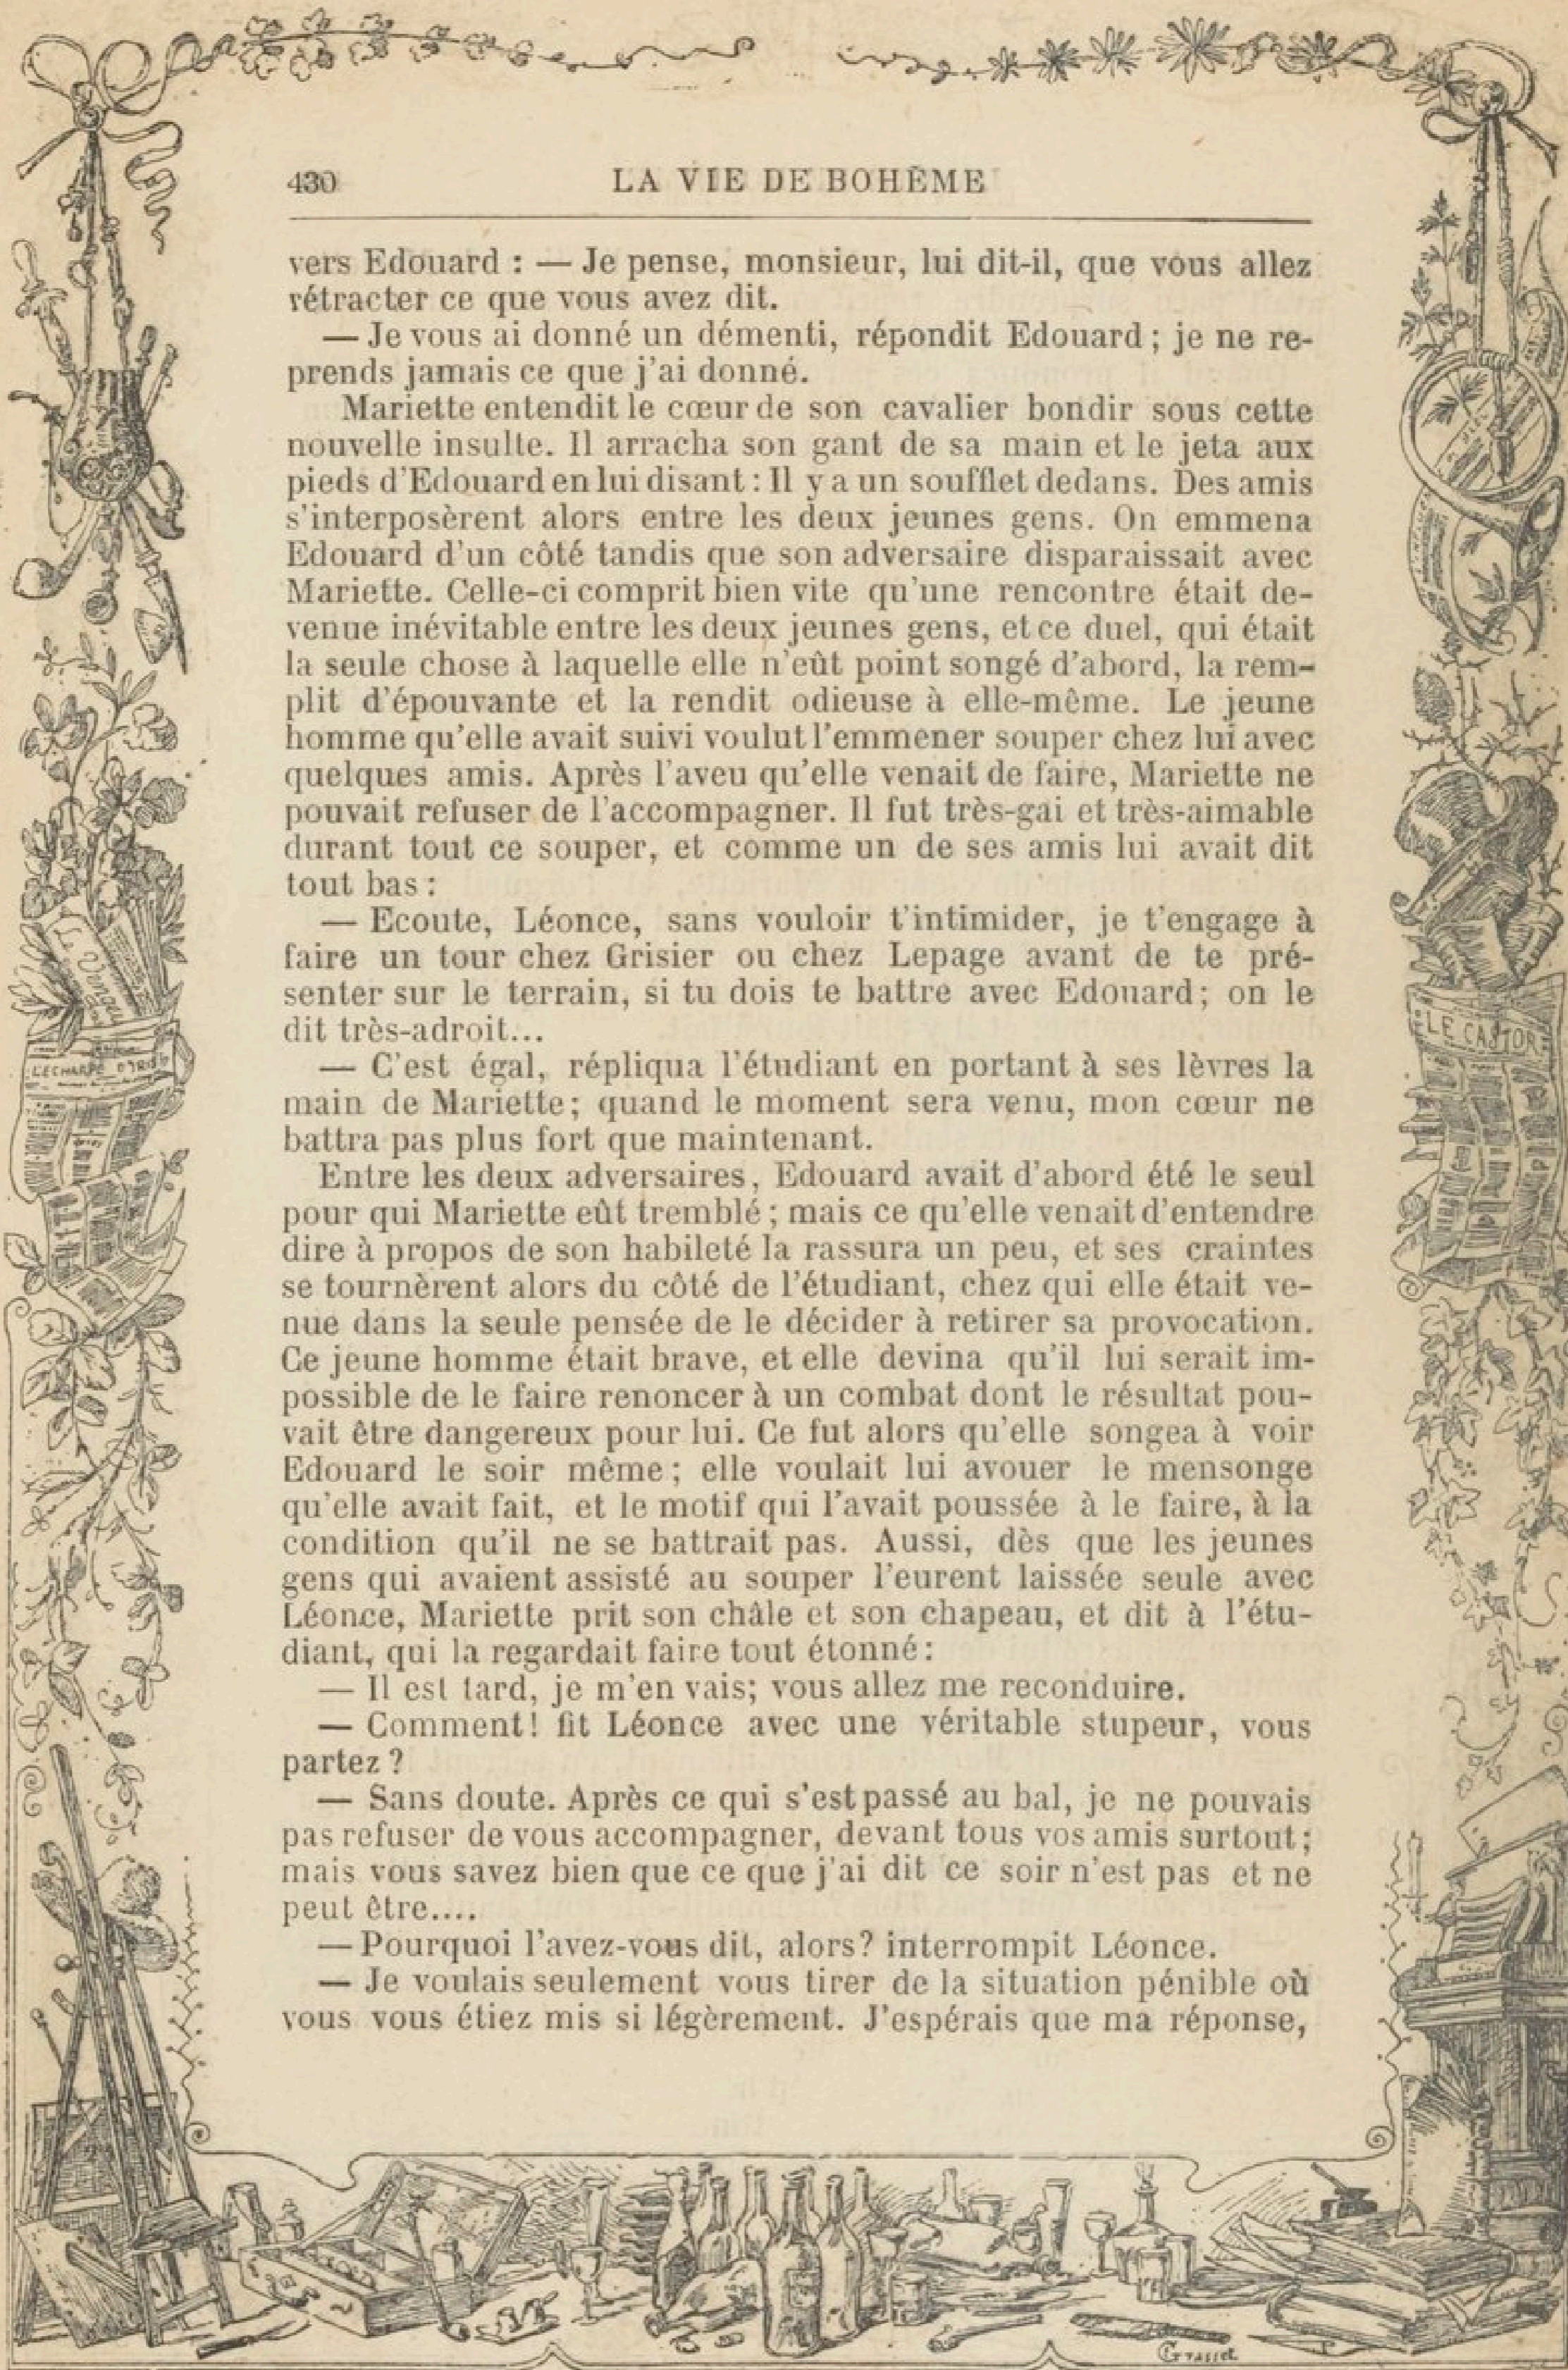 430 LA VIE DE BOHÈME
vers Edouard : — Je pense, monsieur, lui dit-il, que vous allez
rétracter ce que vous avez dit.
— Je vous ai donné un démenti, répondit Edouard ; je ne re-
prends jamais ce que j'ai donné.
Mariette entendit le cœur de son cavalier bondir sous cette
nouvelle insulte. Il arracha son gant de sa main et le jeta aux
pieds d'Edouard en lui disant : Il y a un soufflet dedans. Des amis
s'interposèrent alors entre les deux jeunes gens. On emmena
Edouard d'un côté tandis que son adversaire disparaissait avec
Mariette. Celle-ci comprit bien vite qu'une rencontre était de-
venue inévitable entre les deux jeunes gens, et ce duel, qui était
la seule chose à laquelle elle n'eût point songé d'abord, la rem-
plit d'épouvante et la rendit odieuse à elle-même. Le jeune
homme qu'elle avait suivi voulut l'emmener souper chez lui avec
quelques amis. Après l'aveu qu'elle venait de faire, Mariette ne
pouvait refuser de l'accompagner. Il fut très-gai et très-aimable
durant tout ce souper, et comme un de ses amis lui avait dit
tout bas :
— Ecoute, Léonce, sans vouloir t'intimider, je t'engage à
faire un tour chez Grisier ou chez Lepage avant de te pré-
senter sur le terrain, si tu dois te battre avec Edouard; on le
dit très-adroit...
— C'est égal, répliqua l'étudiant en portant à ses lèvres la
main de Mariette; quand le moment sera venu, mon cœur ne
battra pas plus fort que maintenant.
Entre les deux adversaires, Edouard avait d'abord été le seul
pour qui Mariette eût tremblé ; mais ce qu'elle venait d'entendre
dire à propos de son habileté la rassura un peu, et ses craintes
se tournèrent alors du côté de l'étudiant, chez qui elle était ve-
nue dans la seule pensée de le décider à retirer sa provocation.
Ce jeune homme était brave, et elle devina qu'il lui serait im-
possible de le faire renoncer à un combat dont le résultat pou-
vait être dangereux pour lui. Ce fut alors qu'elle songea à voir
Edouard le soir même ; elle voulait lui avouer le mensonge
qu'elle avait fait, et le motif qui l'avait poussée à le faire, à la
condition qu'il ne se battrait pas. Aussi, dès que les jeunes
gens qui avaient assisté au souper l'eurent laissée seule avec
Léonce, Mariette prit son châle et son chapeau, et dit à l'étu-
diant, qui la regardait faire tout étonné :
— Il est tard, je m'en vais; vous allez me reconduire.
— Comment! fit Léonce avec une véritable stupeur, vous
partez ?
— Sans doute. Après ce qui s'est passé au bal, je ne pouvais
pas refuser de vous accompagner, devant tous vos amis surtout ;
mais vous savez bien que ce que j'ai dit ce soir n'est pas et ne
peut être....
— Pourquoi l'avez-vous dit, alors? interrompit Léonce.
— Je voulais seulement vous tirer de la situation pénible où
vous vous étiez mis si légèrement. J'espérais que ma réponse,
L'ECHARPE D'IRIS
LE CASTOR
Grasset